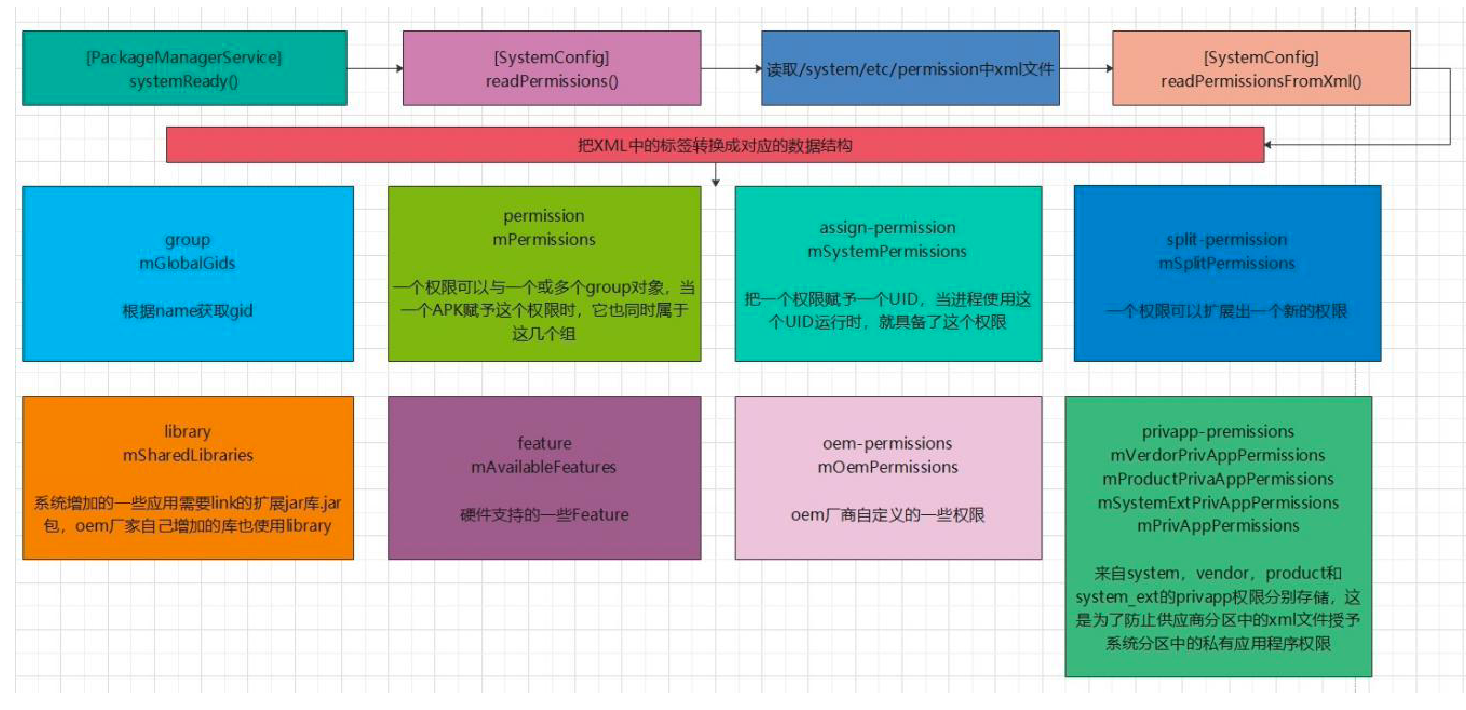 [PackageManagerService]
systemReady()
[SystemConfig]
readPermissions()
读取/system/etc/permission中xml文件
[SystemConfig]
readPermissionsFromXml()
把XML中的标签转换成对应的数据结构
group
mGlobalGids
根据name获取gid
permission
mPermissions
一个权限可以与一个或多个group对象，当
一个APK赋予这个权限时，它也同时属于
这几个组
assign-permission
mSystemPermissions
把一个权限赋予一个UID，当进程使用这
个UID运行时，就具备了这个权限
split-permission
mSplitPermissions
一个权限可以扩展出一个新的权限
library
mSharedLibraries
系统增加的一些应用需要link的扩展jar库.jar
包，oem厂家自己增加的库也使用library
feature
mAvailableFeatures
硬件支持的一些Feature
oem-permissions
mOemPermissions
oem厂商自定义的一些权限
privapp-premissions
mVerdorPrivAppPermissions
mProductPrivaAppPermissions
mSystemExtPrivAppPermissions
mPrivAppPermissions
来自system，vendor，product和
system_ext的privapp权限分别存储，这
是为了防止供应商分区中的xml文件授予
系统分区中的私有应用程序权限